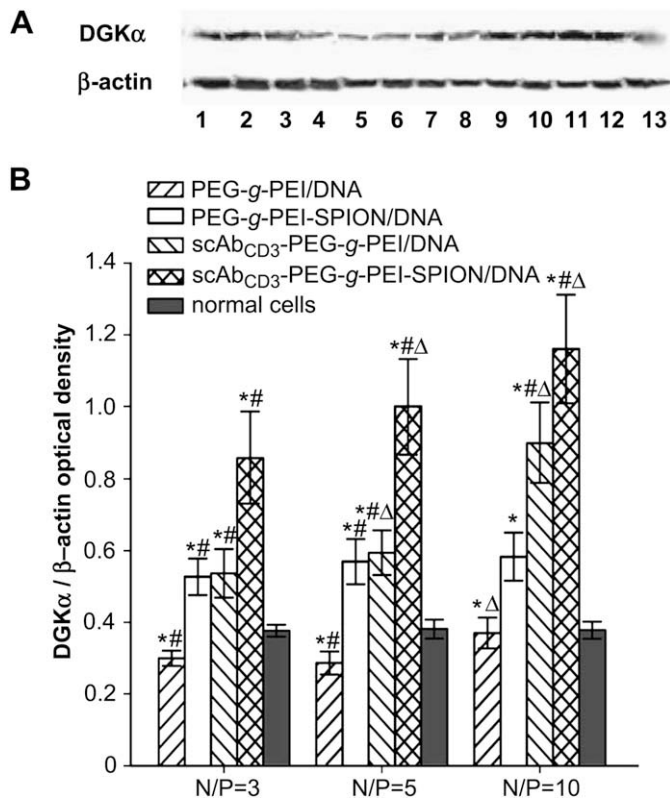 A
DGKα
β-actin
1 2 3 4 5 6 7 8 9 10 11 12 13
B
PEG-g-PEI/DNA
PEG-g-PEI-SPION/DNA
scAbCD3-PEG-g-PEI/DNA
scAbCD3-PEG-g-PEI-SPION/DNA
normal cells
DGKα / β–actin optical density
1.4
1.2
1.0
0.8
0.6
0.4
0.2
0
*#
*#
*#
*#
*#
*#
*#Δ
*#Δ
*Δ
*
*#Δ
*#Δ
N/P=3 N/P=5 N/P=10